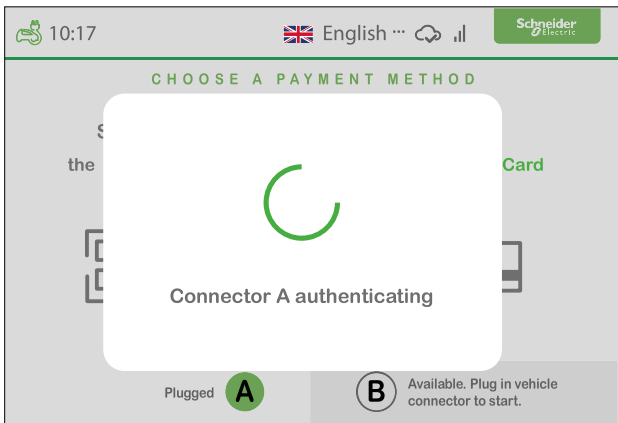 10:17 English ··· Schneider Electric
CHOOSE A PAYMENT METHOD
the Card
Connector A authenticating
Plugged A B Available. Plug in vehicle
connector to start.